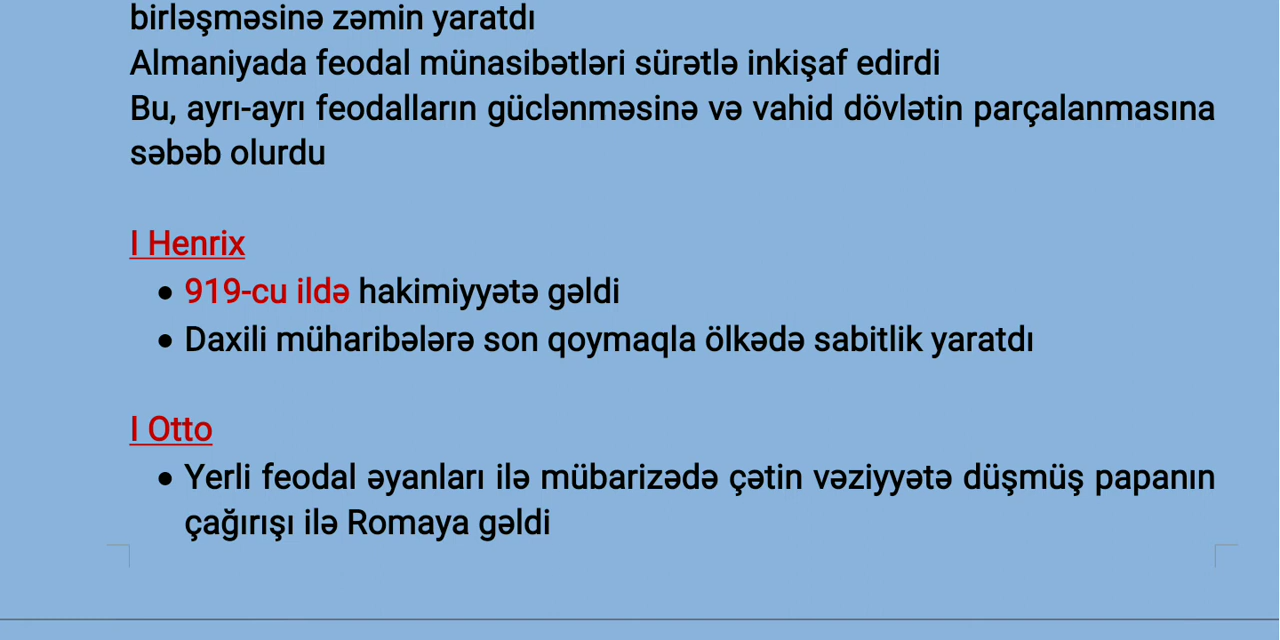 birləşməsinə zəmin yaratdı
Almaniyada feodal münasibətləri sürətlə inkişaf edirdi
Bu, ayrı-ayrı feodalların güclənməsinə və vahid dövlətin parçalanmasına
səbəb olurdu
I Henrix
• 919-cu ildə hakimiyyətə gəldi
• Daxili müharibələrə son qoymaqla ölkədə sabitlik yaratdı
I Otto
• Yerli feodal əyanları ilə mübarizədə çətin vəziyyətə düşmüş papanın
çağırışı ilə Romaya gəldi